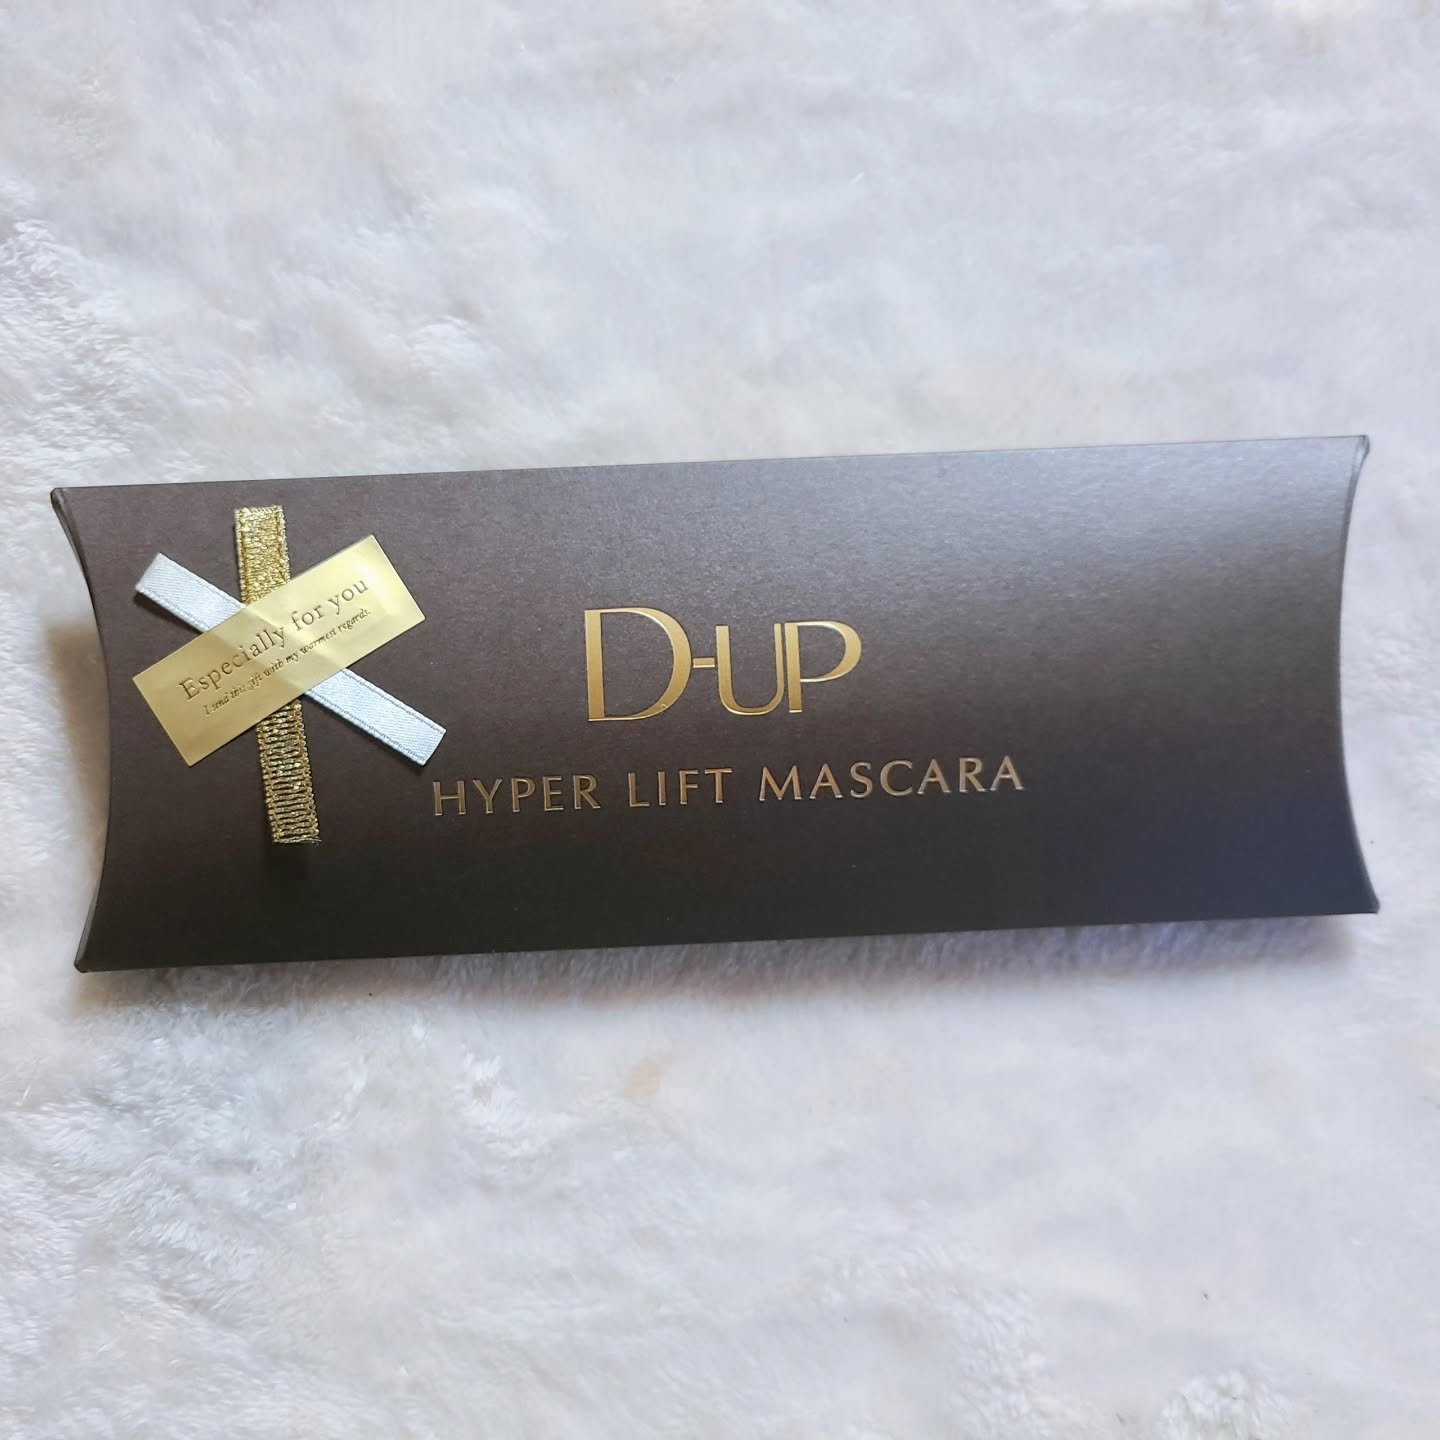 Especially for you
I send this gift with my warmest regards.
D-UP
HYPER LIFT MASCARA